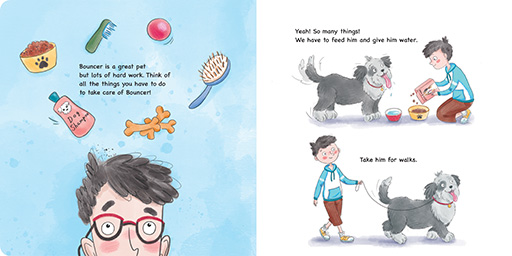 Bouncer is a great pet
but lots of hard work. Think of
all the things you have to do
to take care of Bouncer!
Dog
Shampoo
Yeah! So many things!
We have to feed him and give him water.
Take him for walks.